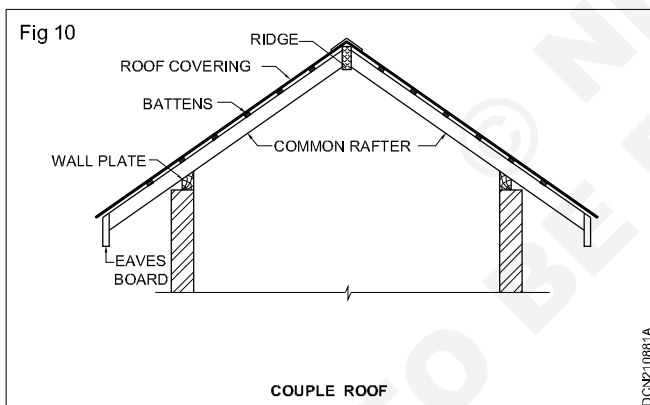 Fig 10
RIDGE
ROOF COVERING
BATTENS
COMMON RAFTER
WALL PLATE
EAVES
BOARD
COUPLE ROOF
DCN210881A